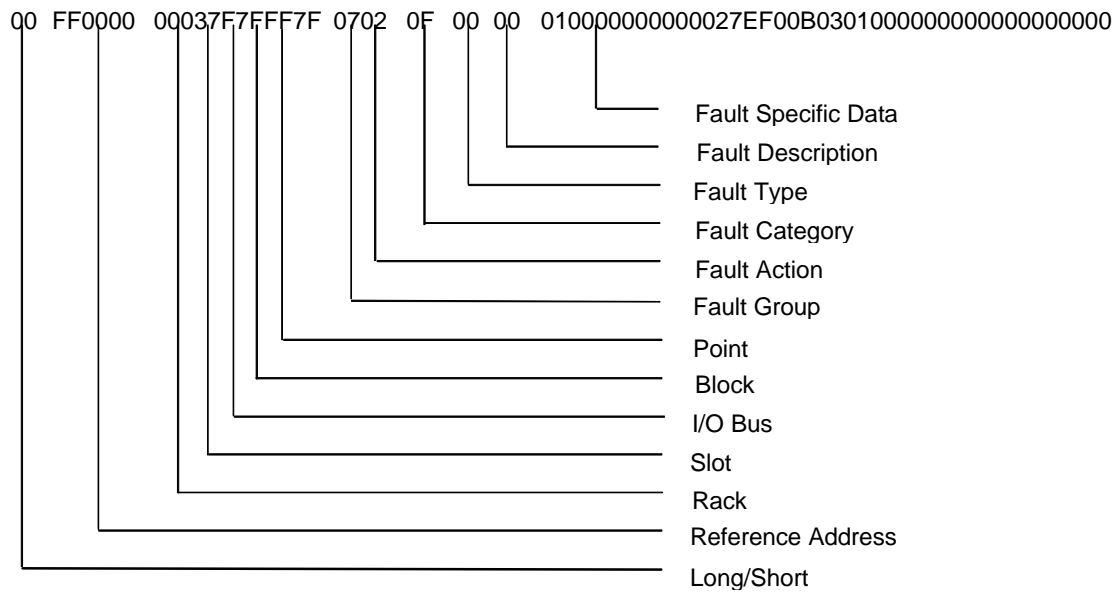 00 FF0000 00037F7FFF7F 0702 0F 00 00 01000000000027EF00B0301000000000000000000
Fault Specific Data
Fault Description
Fault Type
Fault Category
Fault Action
Fault Group
Point
Block
I/O Bus
Slot
Rack
Reference Address
Long/Short